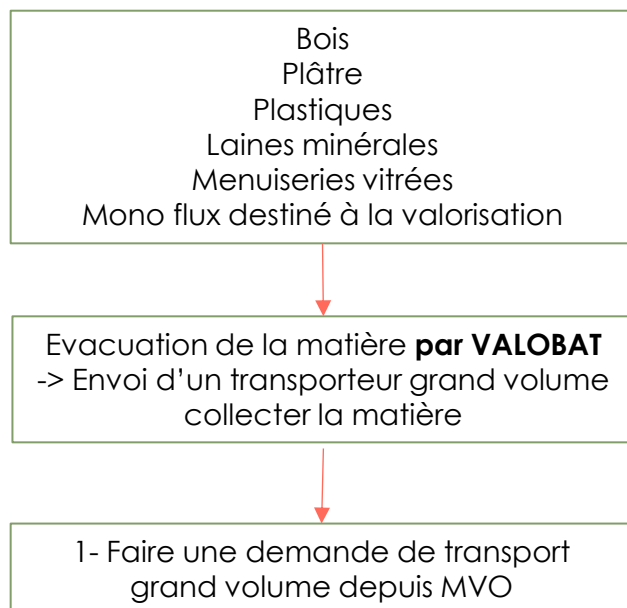 Bois
Plâtre
Plastiques
Laines minérales
Menuiseries vitrées
Mono flux destiné à la valorisation
Evacuation de la matière par VALOBAT
-> Envoi d'un transporteur grand volume
collecter la matière
1- Faire une demande de transport
grand volume depuis MVO